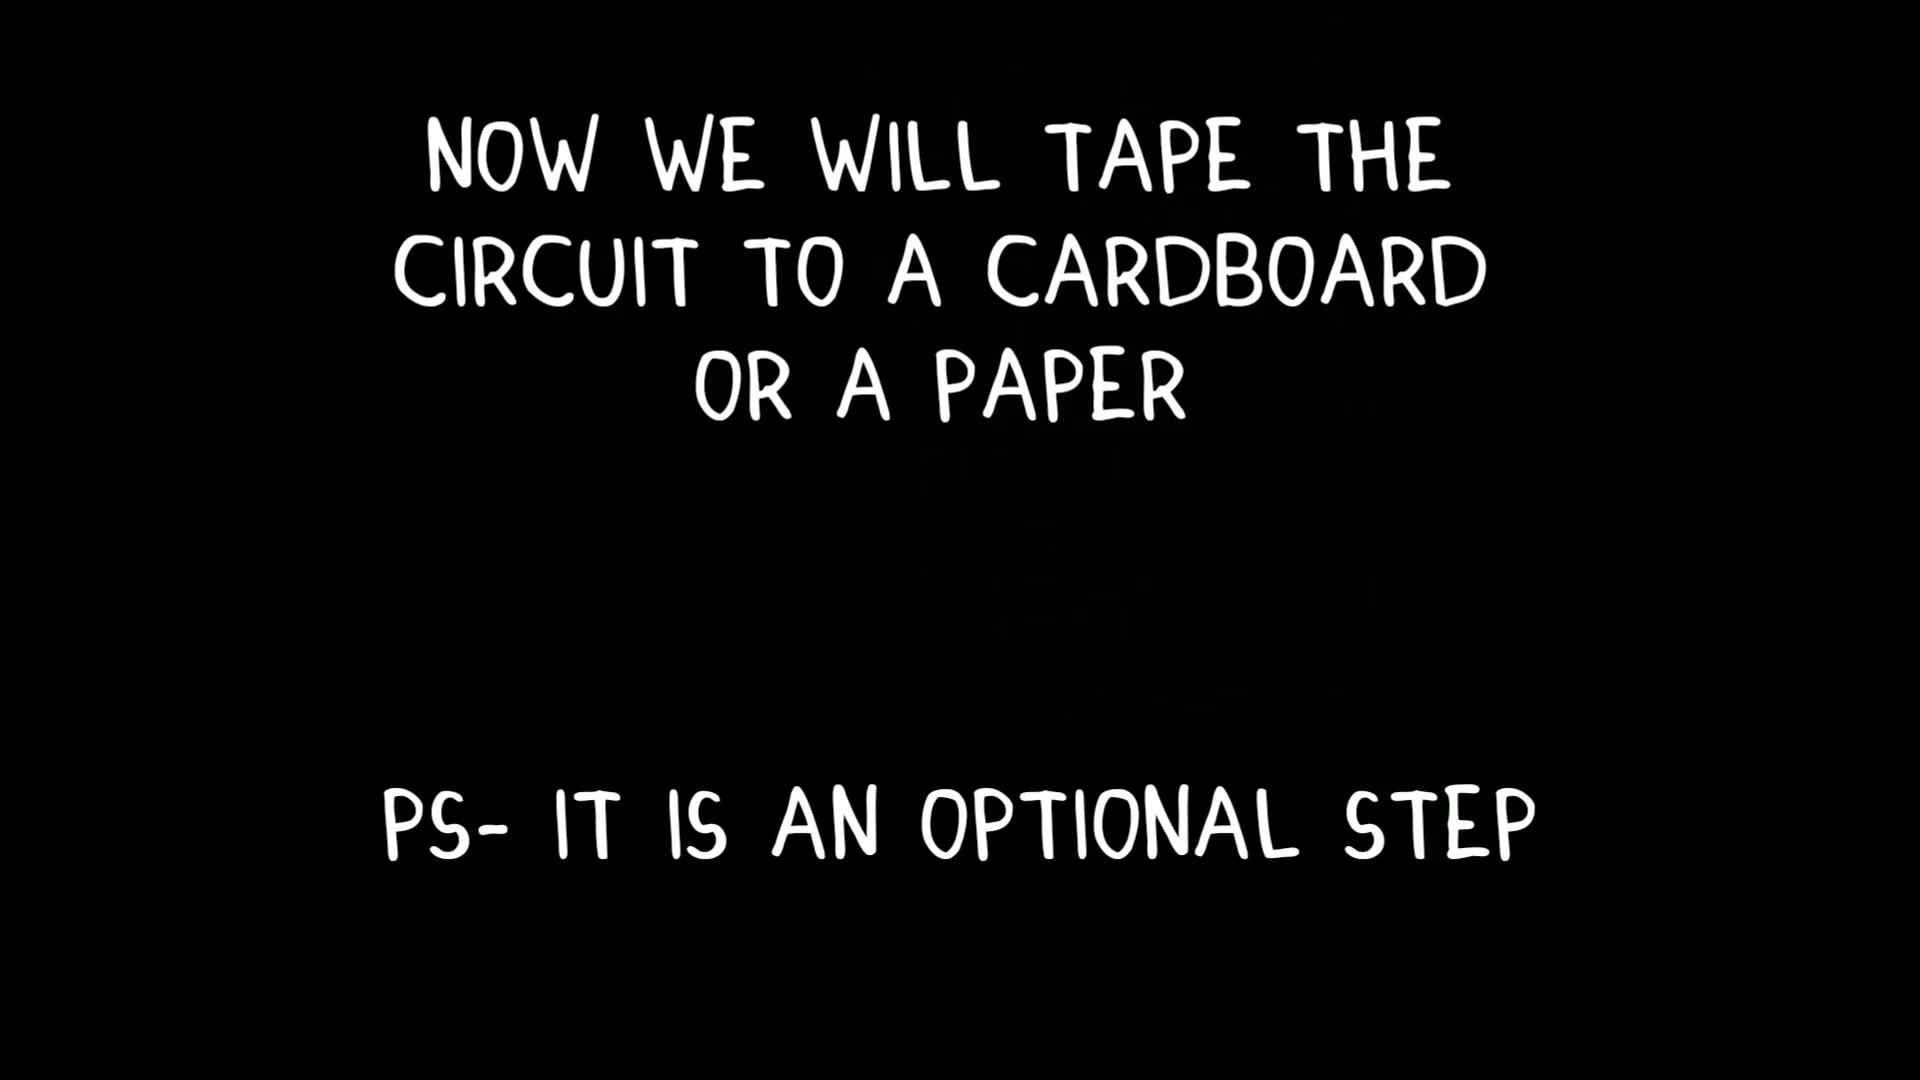 NOW WE WILL TAPE THE
CIRCUIT TO A CARDBOARD
OR A PAPER
PS- IT IS AN OPTIONAL STEP